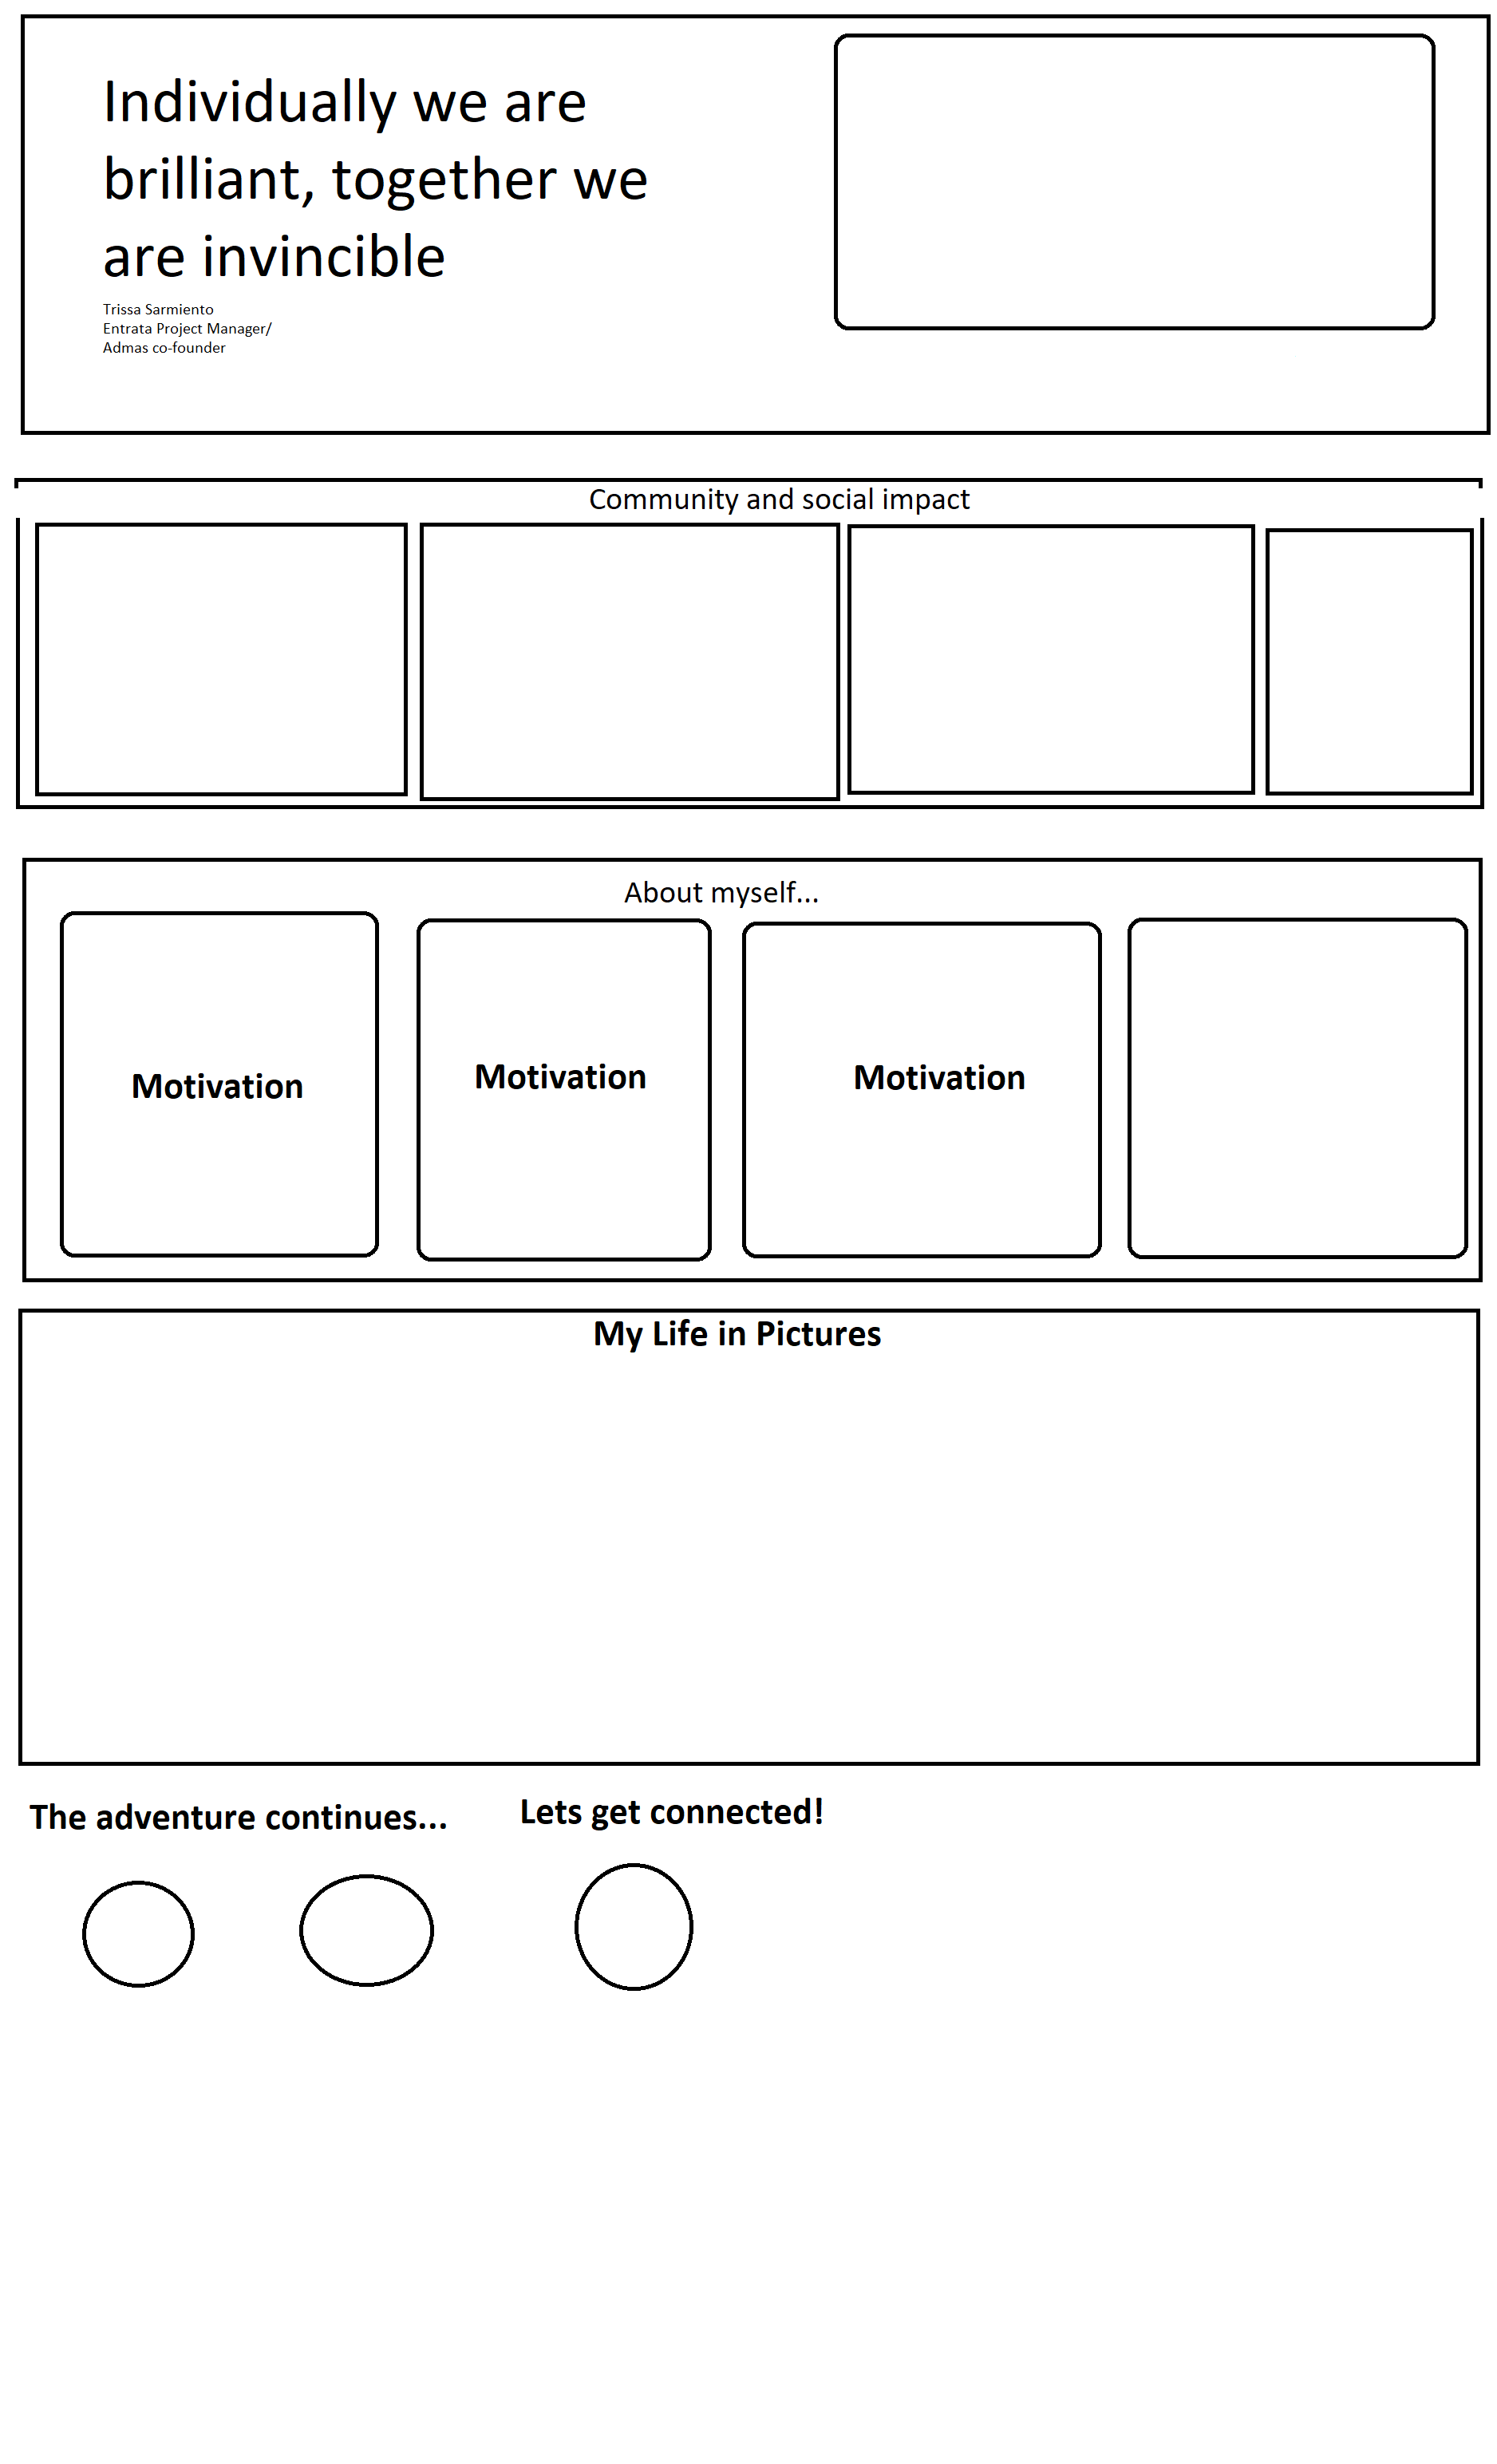 Individually we are
brilliant, together we
are invincible
Trissa Sarmiento
Entrata Project Manager/
Admas co-founder
Community and social impact
About myself...
Motivation
Motivation
Motivation
My Life in Pictures
The adventure continues...
Lets get connected!